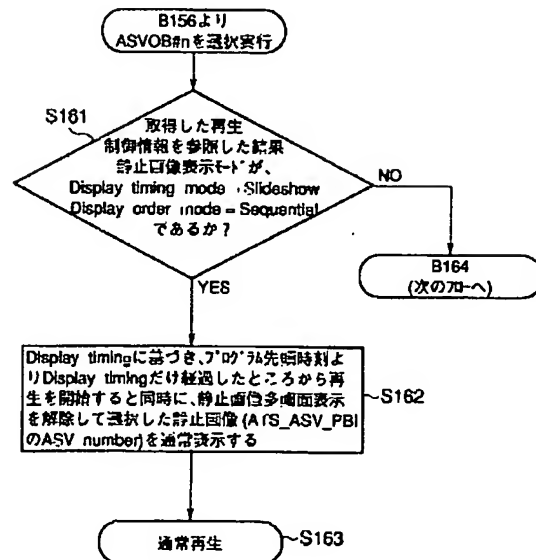 B156より
ASVOB#nを選択実行
S161
取得した再生
制御情報を参照した結果
静止画像表示モードが、
Display timing mode=Slideshow
Display order mode=Sequential
であるか?
NO
B164
(次のフローへ)
YES
Display timingに基づき、プログラム先頭時刻よ
りDisplay timingだけ経過したところから再
生を開始すると同時に、静止画像多画面表示
を解除して選択した静止画像(ATS_ASV_PBI
のASV number)を通常表示する
S162
通常再生
S163